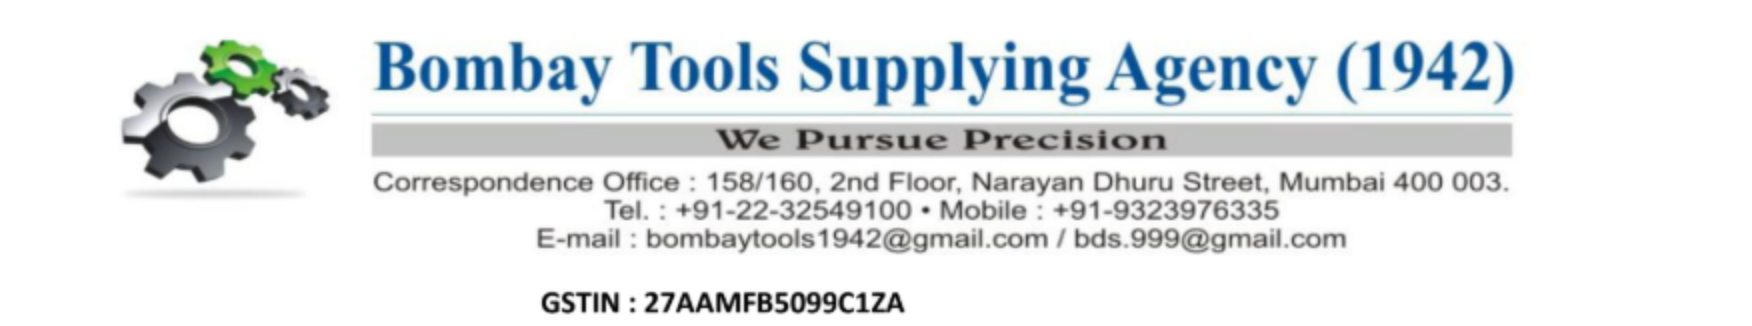 Bombay Tools Supplying Agency (1942)
We Pursue Precision
Correspondence Office : 158/160, 2nd Floor, Narayan Dhuru Street, Mumbai 400 003.
Tel. : +91-22-32549100 • Mobile : +91-9323976335
E-mail : bombaytools1942@gmail.com / bds.999@gmail.com
GSTIN : 27AAMFB5099C1ZA